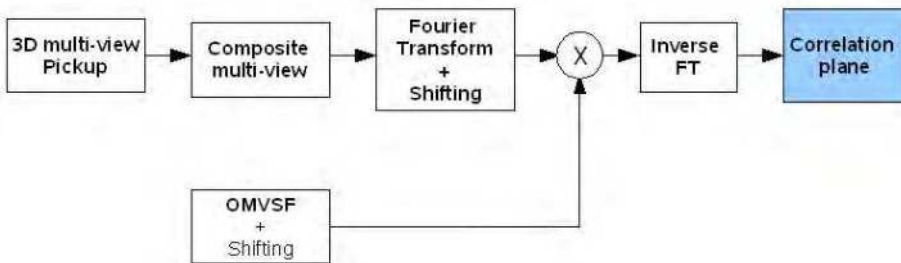 3D multi-view
Pickup
Composite
multi-view
Fourier
Transform
+
Shifting
X
Inverse
FT
Correlation
plane
OMVSF
+
Shifting